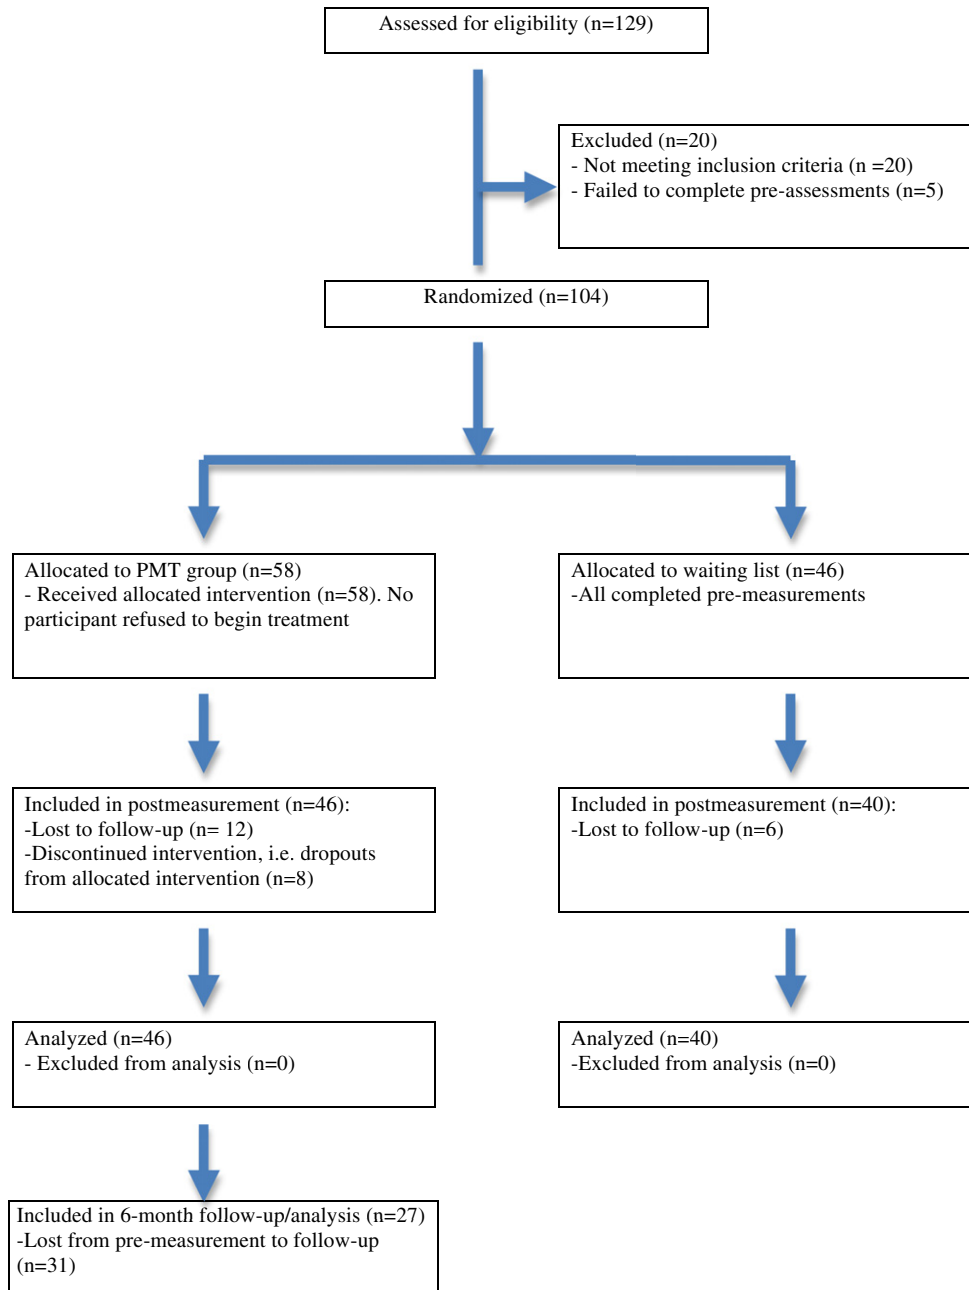 Assessed for eligibility (n=129)
Excluded (n=20)
- Not meeting inclusion criteria (n =20)
- Failed to complete pre-assessments (n=5)
Randomized (n=104)
Allocated to PMT group (n=58)
- Received allocated intervention (n=58). No
participant refused to begin treatment
Allocated to waiting list (n=46)
-All completed pre-measurements
Included in postmeasurement (n=46):
-Lost to follow-up (n= 12)
-Discontinued intervention, i.e. dropouts
from allocated intervention (n=8)
Included in postmeasurement (n=40):
-Lost to follow-up (n=6)
Analyzed (n=46)
- Excluded from analysis (n=0)
Analyzed (n=40)
-Excluded from analysis (n=0)
Included in 6-month follow-up/analysis (n=27)
-Lost from pre-measurement to follow-up
(n=31)